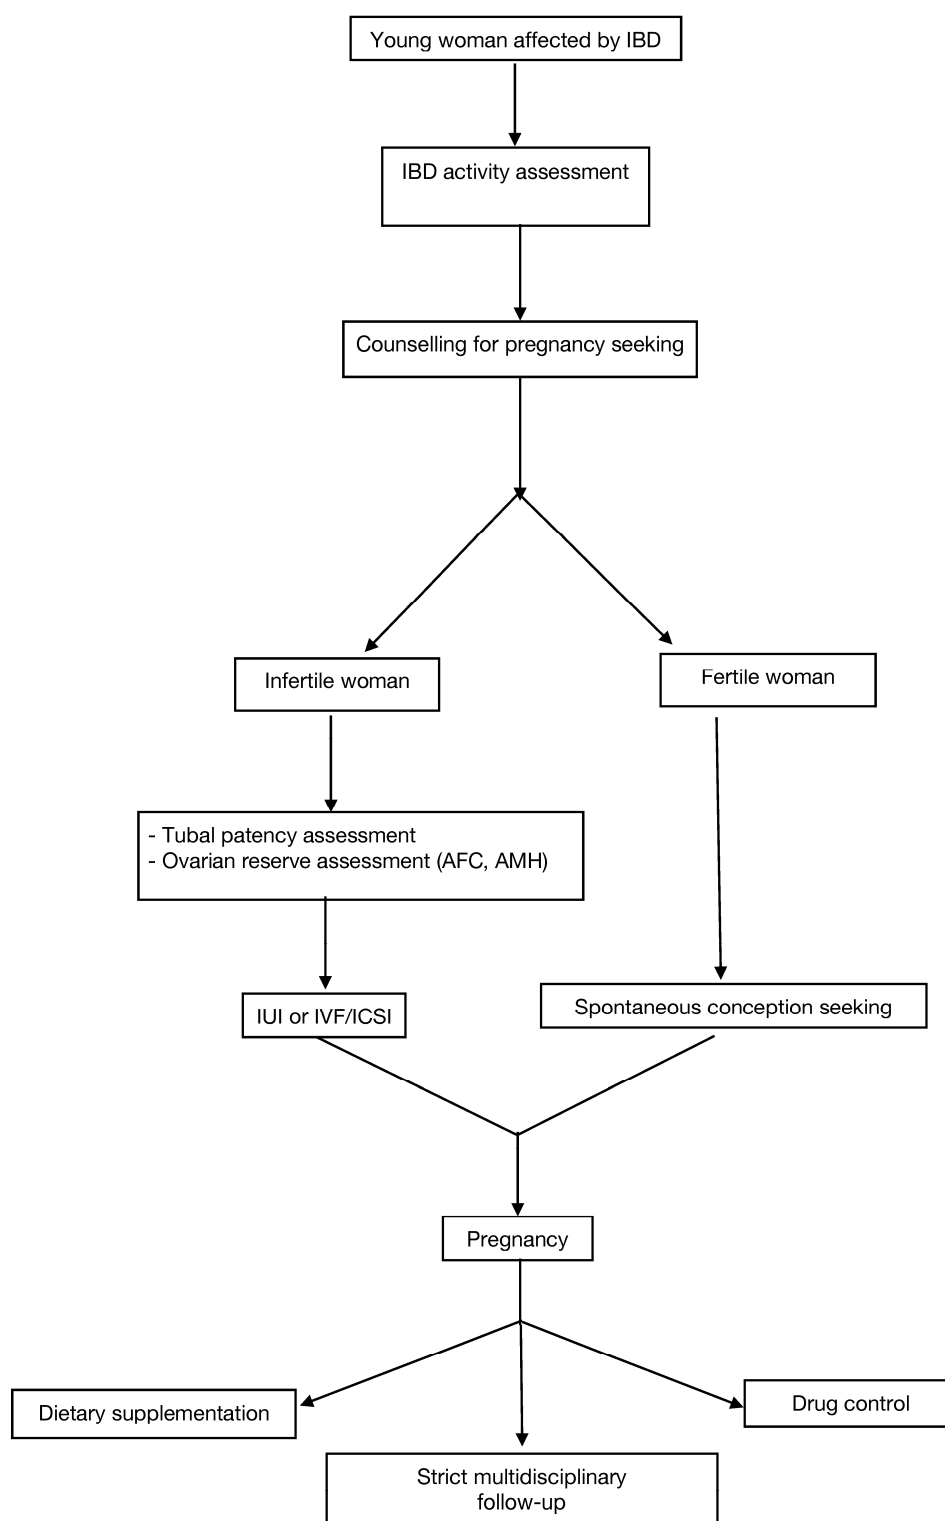 Young woman affected by IBD
IBD activity assessment
Counselling for pregnancy seeking
Infertile woman
Fertile woman
- Tubal patency assessment
- Ovarian reserve assessment (AFC, AMH)
IUI or IVF/ICSI
Spontaneous conception seeking
Pregnancy
Dietary supplementation
Drug control
Strict multidisciplinary
follow-up